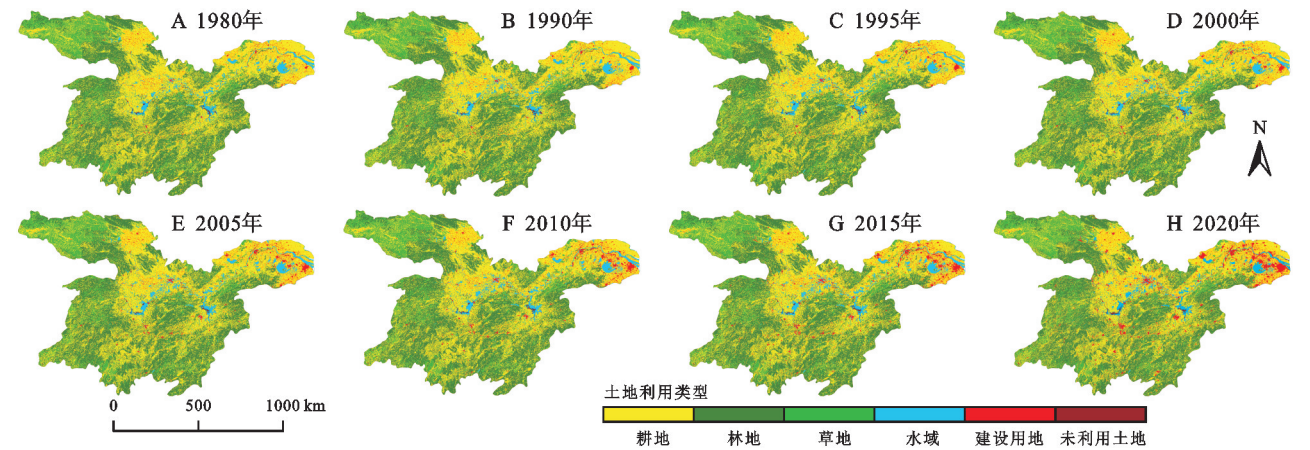 A 1980年
B 1990年
C 1995年
D 2000年
N
E 2005年
F 2010年
G 2015年
H 2020年
0 500 1000 km
土地利用类型
耕地 林地 草地 水域 建设用地 未利用土地